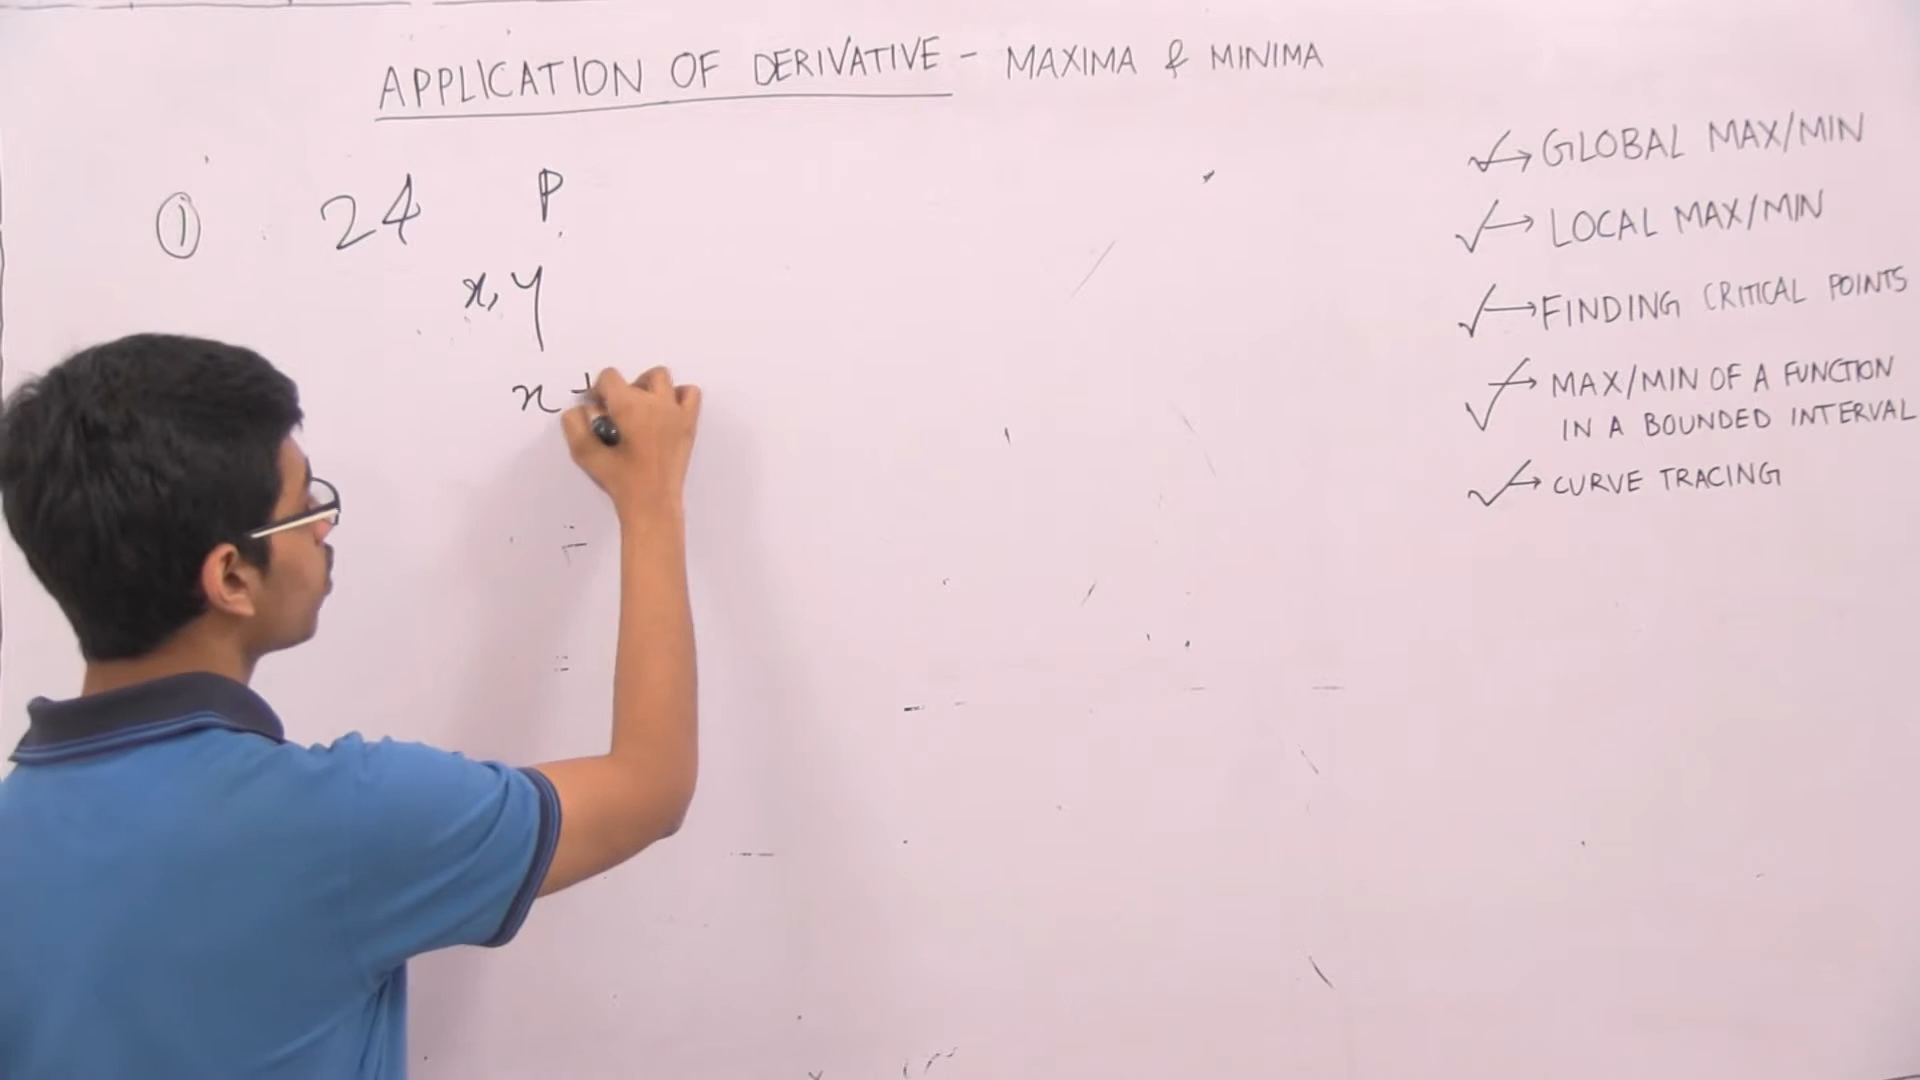 APPLICATION OF DERIVATIVE - MAXIMA & MINIMA
① 24 P
x, y
x +
✓→ GLOBAL MAX/MIN
✓→ LOCAL MAX/MIN
✓→ FINDING CRITICAL POINTS
✓→ MAX/MIN OF A FUNCTION
IN A BOUNDED INTERVAL
✓→ CURVE TRACING